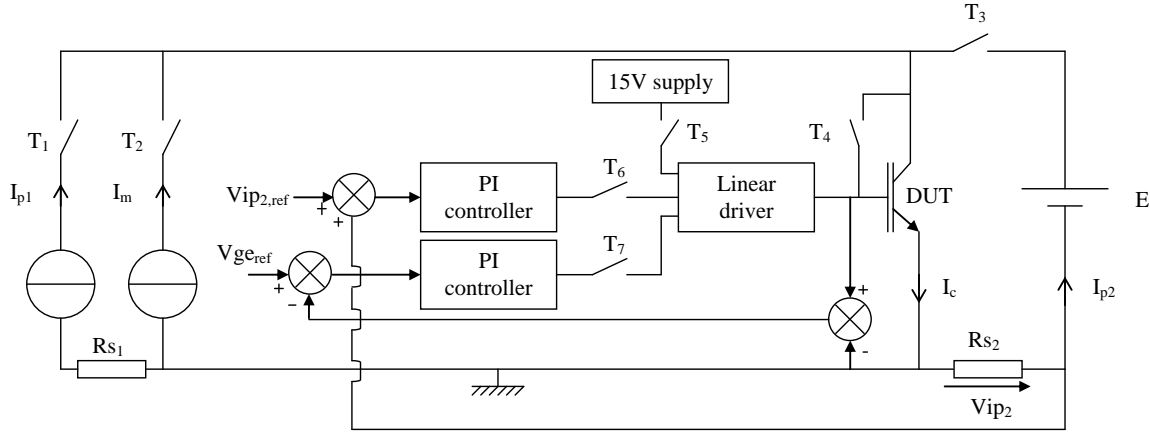 T3
15V supply
T1
T2
T5
T4
T6
Ip1
Im
Vip2,ref
+
+
PI
controller
Linear
driver
DUT
E
Vgeref
+
-
T7
PI
controller
+
-
Ic
Ip2
Rs1
Rs2
Vip2